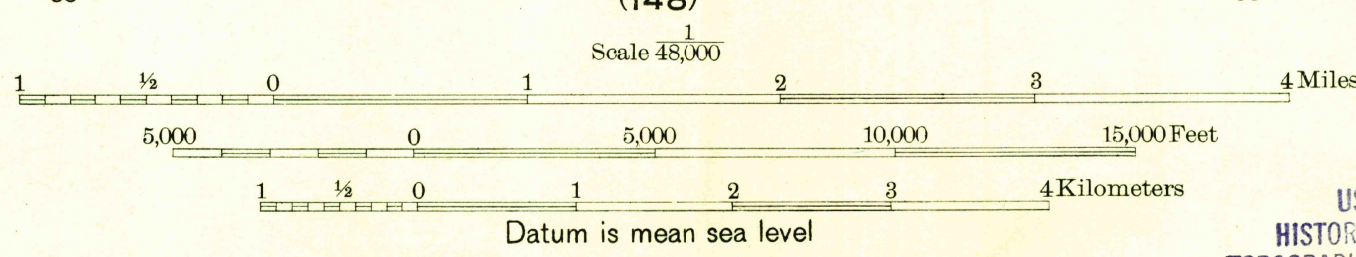 (148)
Scale 1/48,000
1 ½ 0 1 2 3 4 Miles
5,000 0 5,000 10,000 15,000 Feet
1 ½ 0 1 2 3 4 Kilometers
Datum is mean sea level
US
HISTOR
TOPOGRAPH